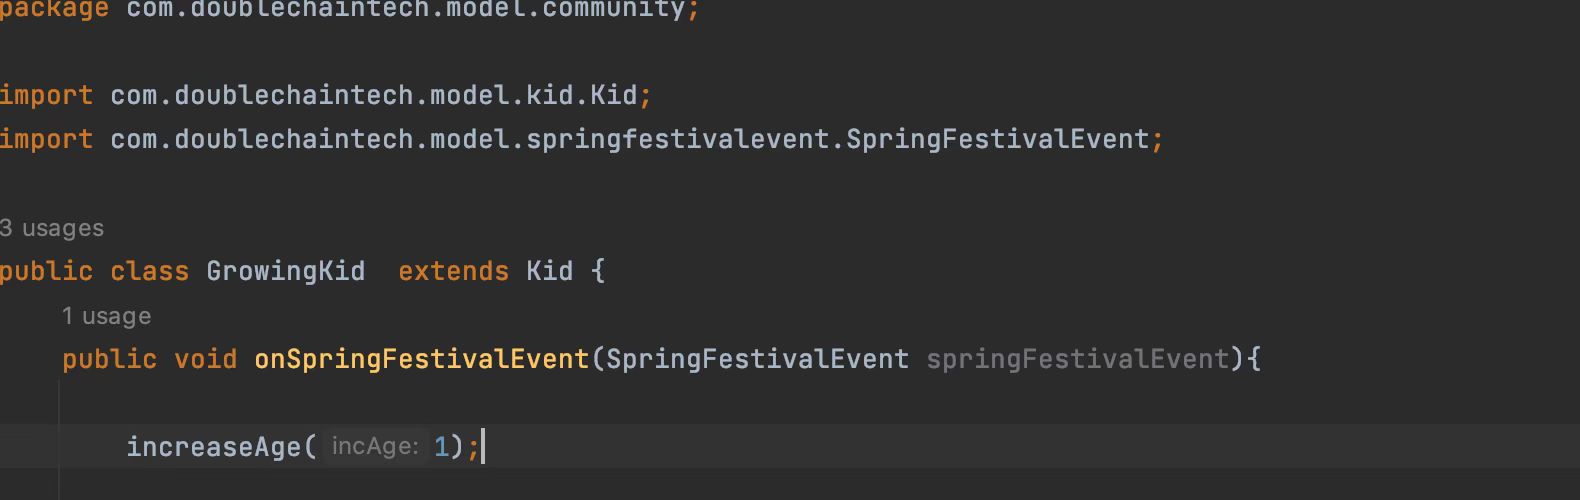 package com.doublechaintech.model.community;
import com.doublechaintech.model.kid.Kid;
import com.doublechaintech.model.springfestivalevent.SpringFestivalEvent;
3 usages
public class GrowingKid  extends Kid {
1 usage
public void onSpringFestivalEvent(SpringFestivalEvent springFestivalEvent){
increaseAge( incAge: 1);